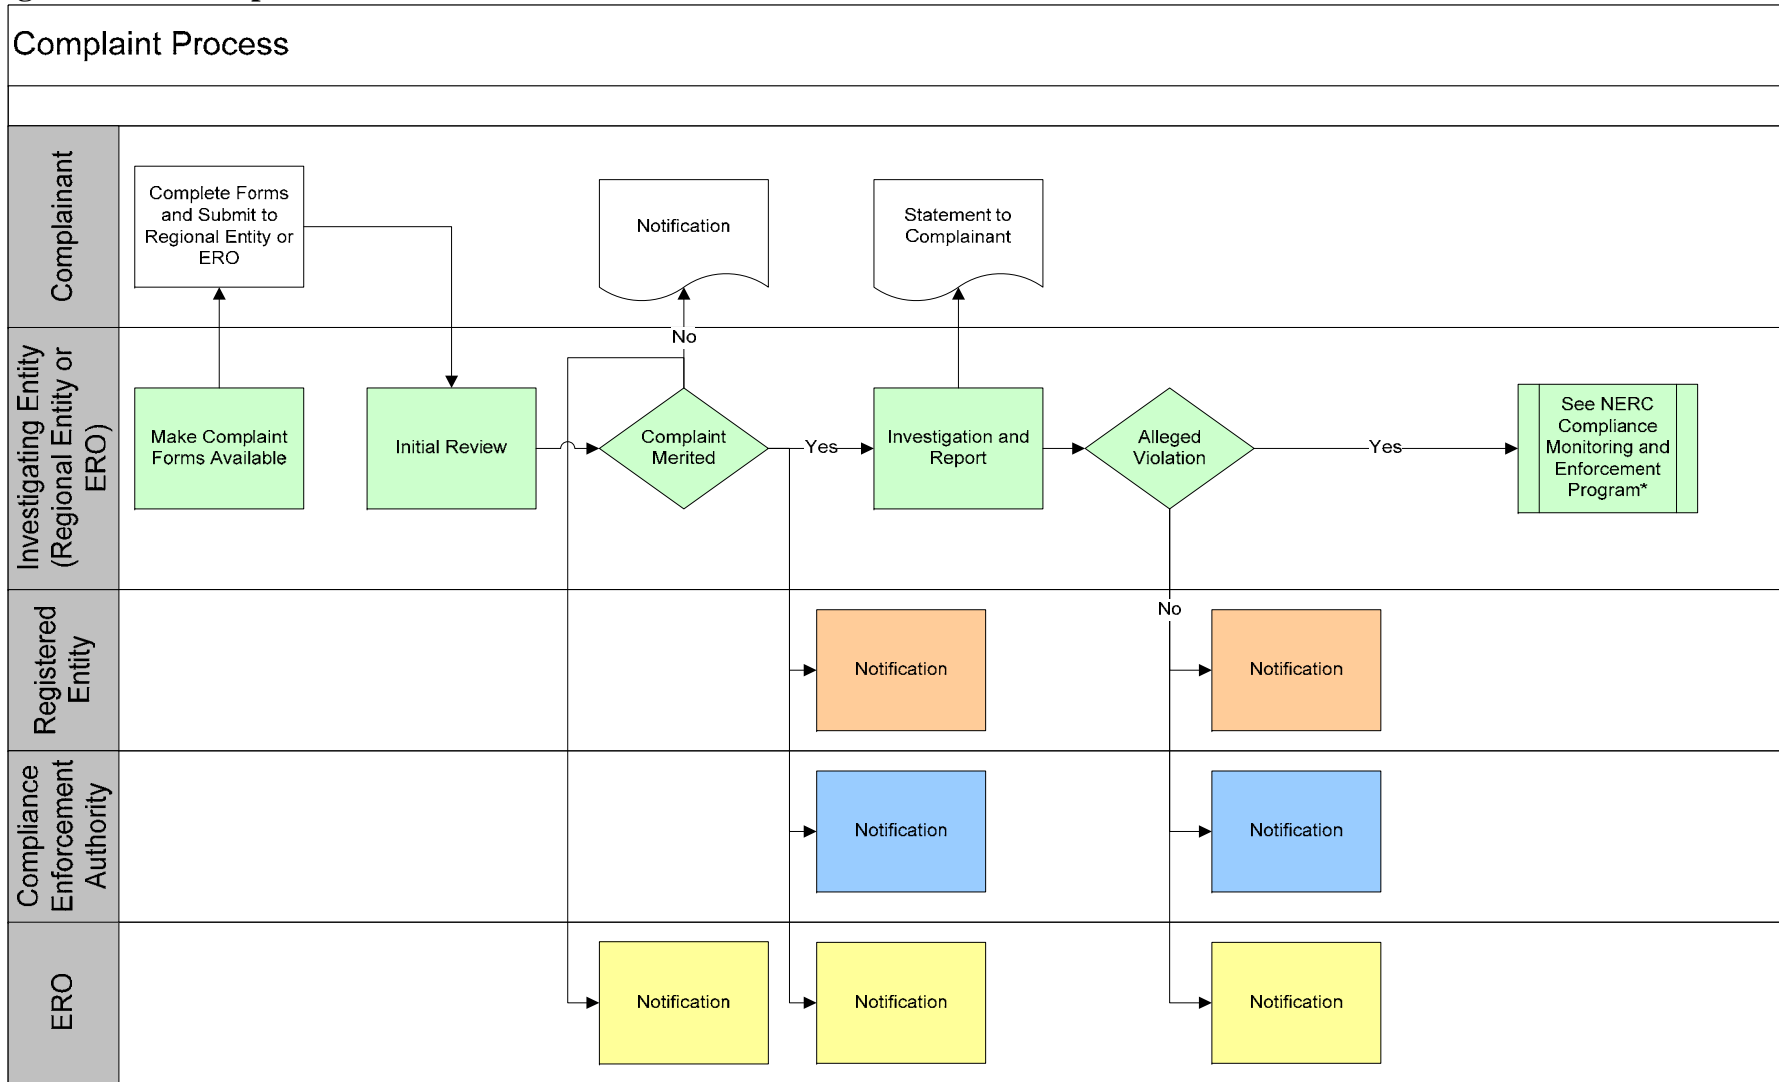 Complaint Process
Complainant
Complete Forms
and Submit to
Regional Entity or
ERO
Notification
Statement to
Complainant
Investigating Entity
(Regional Entity or
ERO)
Make Complaint
Forms Available
Initial Review
No
Complaint
Merited
Yes
Investigation and
Report
Alleged
Violation
Yes
See NERC
Compliance
Monitoring and
Enforcement
Program*
Registered
Entity
Notification
No
Notification
Compliance
Enforcement
Authority
Notification
Notification
ERO
Notification
Notification
Notification